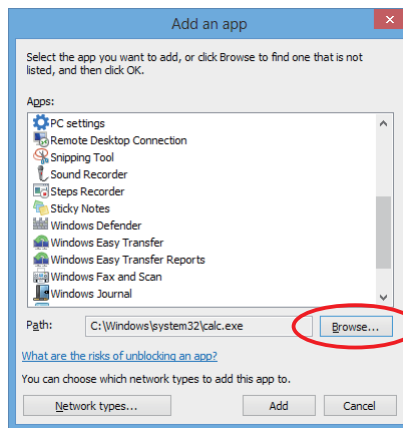 Add an app
Select the app you want to add, or click Browse to find one that is not
listed, and then click OK.
Apps:
PC settings
Remote Desktop Connection
Snipping Tool
Sound Recorder
Steps Recorder
Sticky Notes
Windows Defender
Windows Easy Transfer
Windows Easy Transfer Reports
Windows Fax and Scan
Windows Journal
Path: C:\Windows\system32\calc.exe Browse...
What are the risks of unblocking an app?
You can choose which network types to add this app to.
Network types... Add Cancel